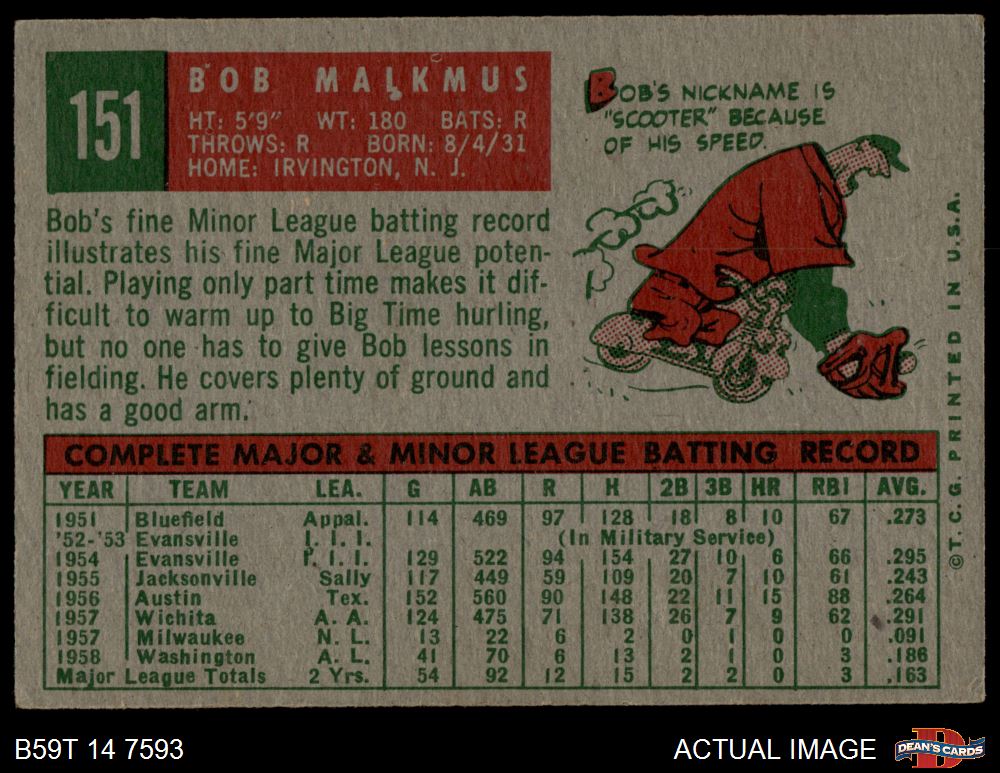 151
BOB MALKMUS
HT: 5'9" WT: 180 BATS: R
THROWS: R BORN: 8/4/31
HOME: IRVINGTON, N. J.
BOB'S NICKNAME IS
"SCOOTER" BECAUSE
OF HIS SPEED.
Bob's fine Minor League batting record
illustrates his fine Major League poten-
tial. Playing only part time makes it dif-
ficult to warm up to Big Time hurling,
but no one has to give Bob lessons in
fielding. He covers plenty of ground and
has a good arm.
COMPLETE MAJOR & MINOR LEAGUE BATTING RECORD
YEAR TEAM LEA. G AB R H 2B 3B HR RBI AVG.
1951 Bluefield Appal. 114 469 97 128 18 8 10 67 .273
'52-'53 Evansville I. I. I. (In Military Service)
1954 Evansville I. I. I. 129 522 94 154 27 10 6 66 .295
1955 Jacksonville Sally 117 449 59 109 20 7 10 61 .243
1956 Austin Tex. 152 560 90 148 22 11 15 88 .264
1957 Wichita A. A. 124 475 71 138 26 7 9 62 .291
1957 Milwaukee N. L. 13 22 6 2 0 1 0 0 .091
1958 Washington A. L. 41 70 6 13 2 1 0 3 .186
Major League Totals 2 Yrs. 54 92 12 15 2 2 0 3 .163
©T. C. G. PRINTED IN U.S.A.
B59T 14 7593
ACTUAL IMAGE
D
DEAN'S CARDS